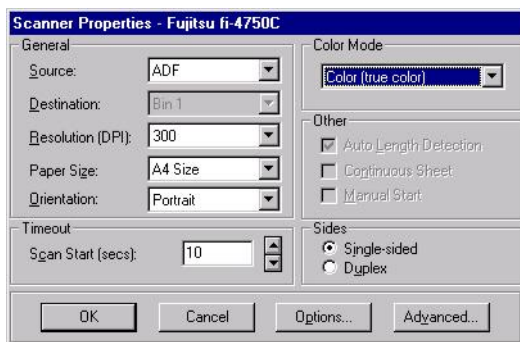 Scanner Properties - Fujitsu fi-4750C
General
Source: ADF
Destination: Bin 1
Resolution (DPI): 300
Paper Size: A4 Size
Orientation: Portrait
Timeout
Scan Start (secs): 10
Color Mode
Color (true color)
Other
Auto Length Detection
Continuous Sheet
Manual Start
Sides
Single-sided
Duplex
OK Cancel Options... Advanced...